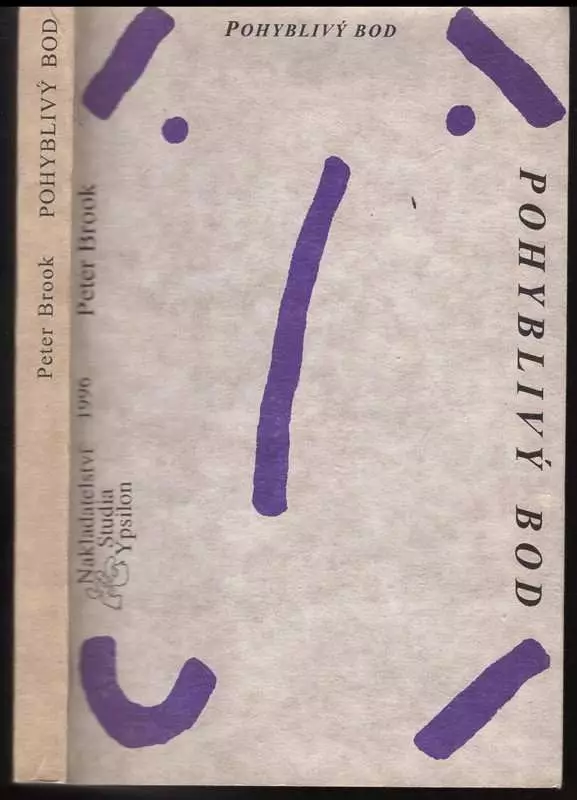 POHYBLIVÝ BOD
POHYBLIVÝ BOD
Peter Brook
1996
Nakladatelství
Studia
Ypsilon
Peter Brook POHYBLIVÝ BOD